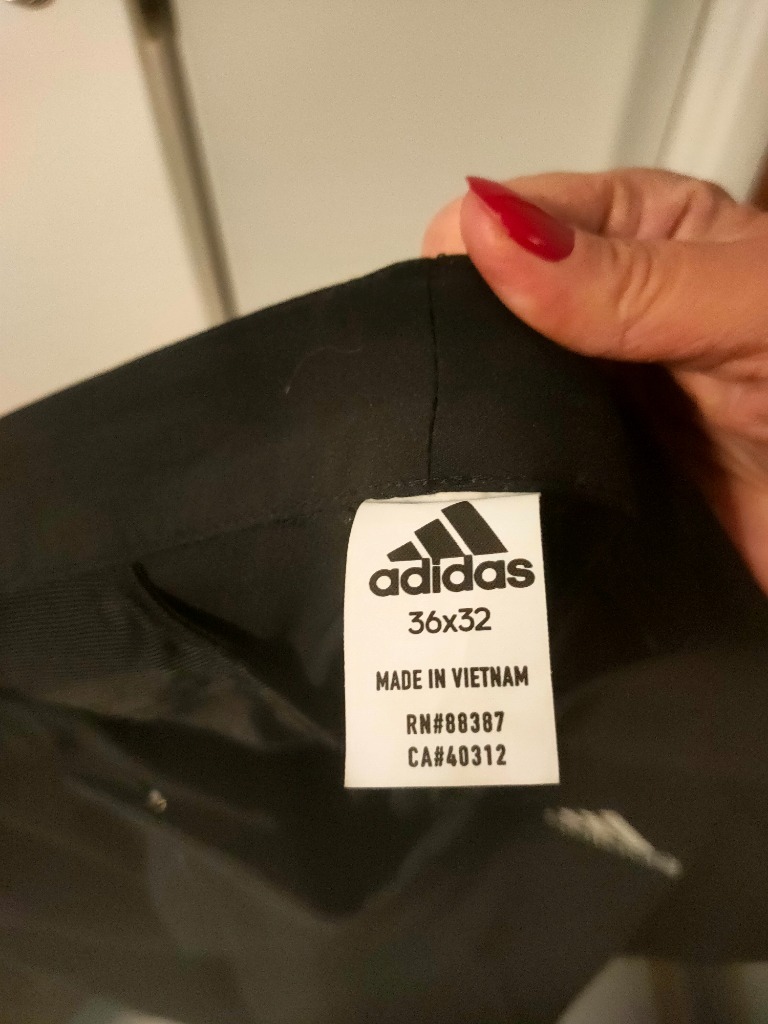 adidas
36x32
MADE IN VIETNAM
RN#88387
CA#40312